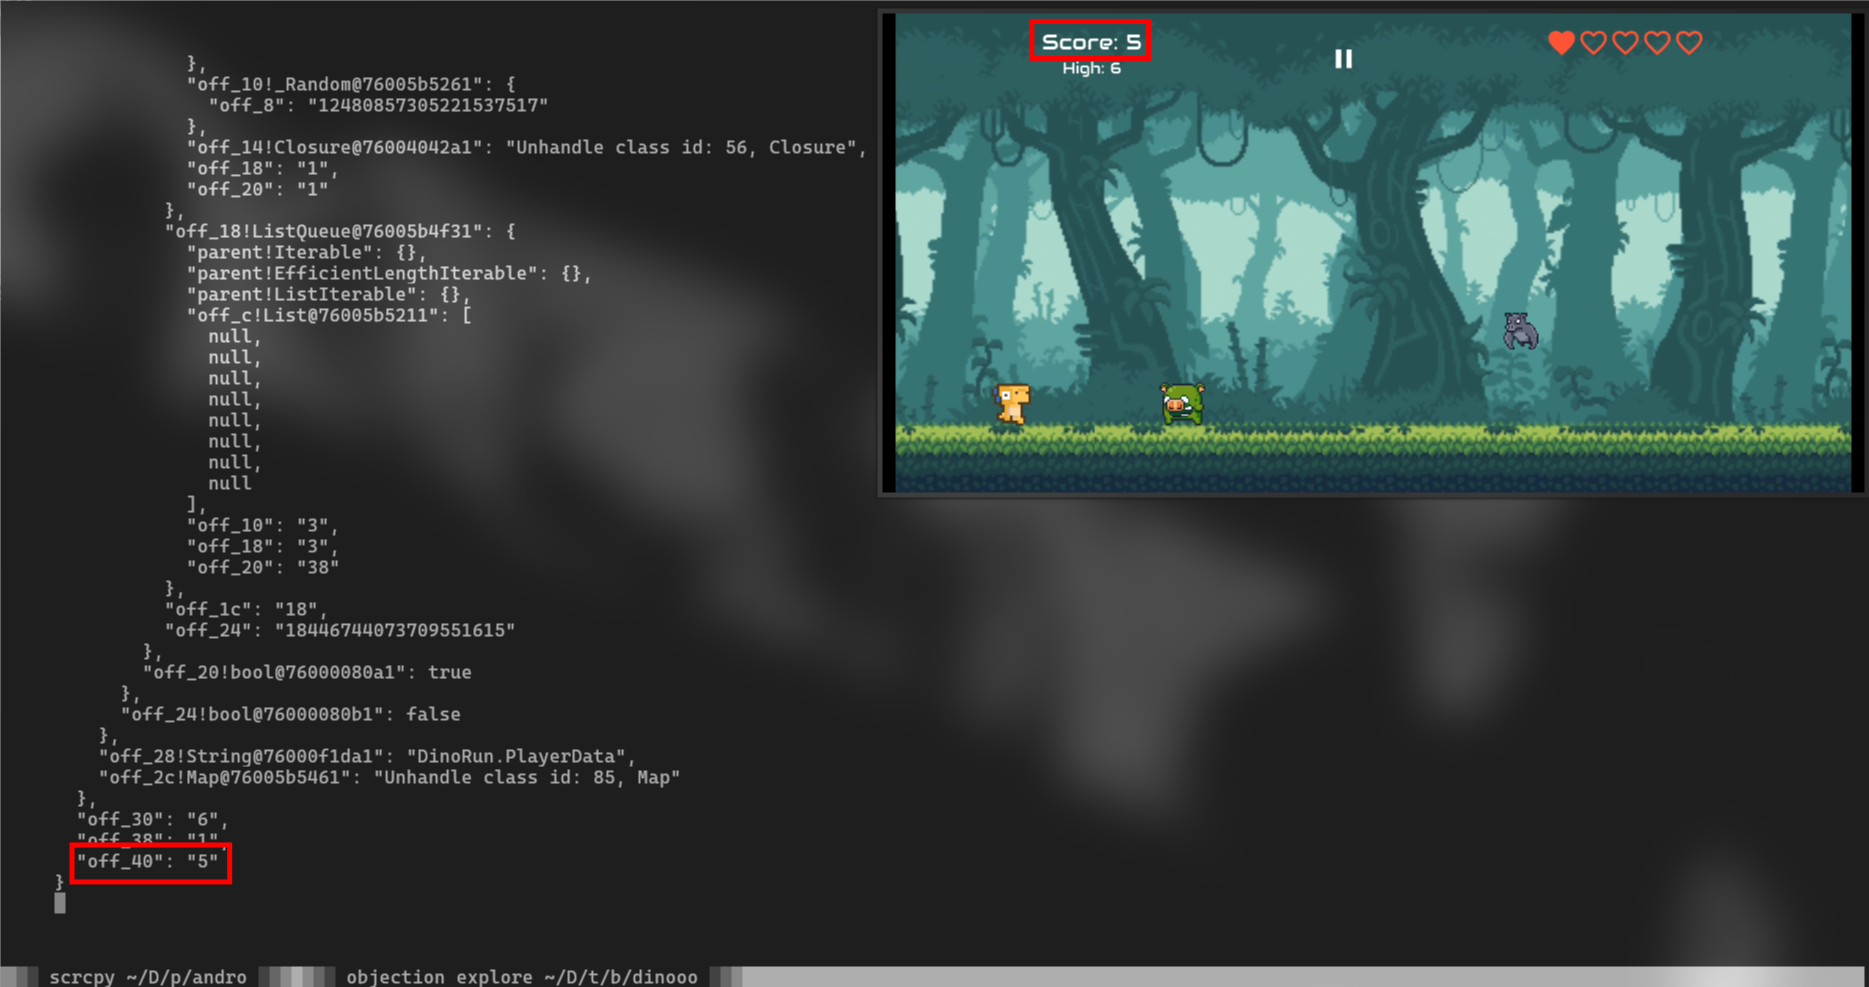 },
"off_10!_Random@76005b5261": {
"off_8": "12480857305221537517"
},
"off_14!Closure@76004042a1": "Unhandle class id: 56, Closure",
"off_18": "1",
"off_20": "1"
},
"off_18!ListQueue@76005b4f31": {
"parent!Iterable": {},
"parent!EfficientLengthIterable": {},
"parent!ListIterable": {},
"off_c!List@76005b5211": [
null,
null,
null,
null,
null,
null,
null,
null
],
"off_10": "3",
"off_18": "3",
"off_20": "38"
},
"off_1c": "18",
"off_24": "18446744073709551615"
},
"off_20!bool@76000080a1": true
},
"off_24!bool@76000080b1": false
},
"off_28!String@76000f1da1": "DinoRun.PlayerData",
"off_2c!Map@76005b5461": "Unhandle class id: 85, Map"
},
"off_30": "6",
"off_38": "1",
"off_40": "5"
}
Score: 5
High: 6
scrcpy ~/D/p/andro
objection explore ~/D/t/b/dinooo